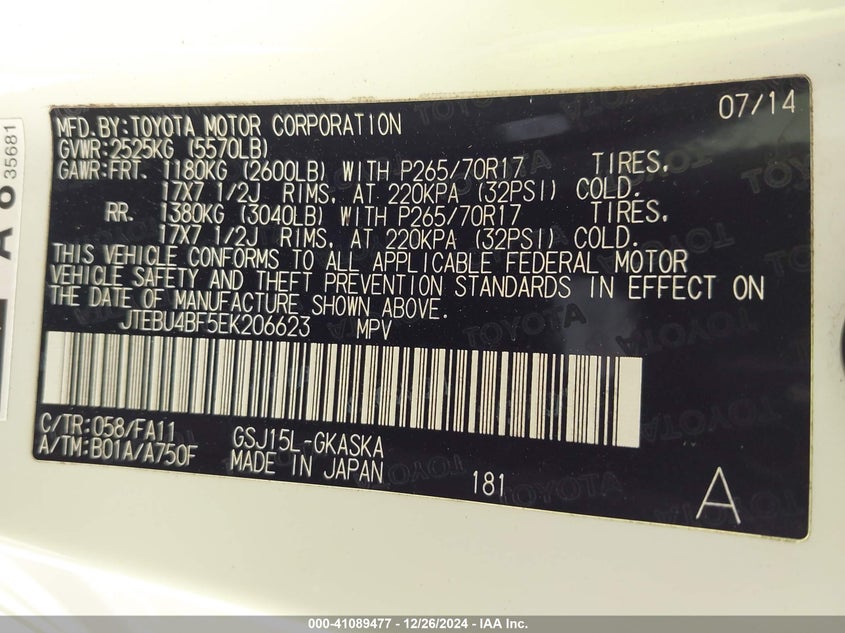 07/14
MFD.BY:TOYOTA MOTOR CORPORATION
GVWR:2525KG (5570LB)
GAWR:FRT. 1180KG (2600LB) WITH P265/70R17 TIRES,
17X7 1/2J RIMS, AT 220KPA (32PSI) COLD.
RR. 1380KG (3040LB) WITH P265/70R17 TIRES,
17X7 1/2J RIMS, AT 220KPA (32PSI) COLD.
THIS VEHICLE CONFORMS TO ALL APPLICABLE FEDERAL MOTOR
VEHICLE SAFETY AND THEFT PREVENTION STANDARDS IN EFFECT ON
THE DATE OF MANUFACTURE SHOWN ABOVE.
JTEBU4BF5EK206623 MPV
C/TR:058/FA11 GSJ15L-GKASKA
A/TM:B01A/A750F MADE IN JAPAN 181
A
35681
TOYOTA
000-41089477 - 12/26/2024 - IAA Inc.